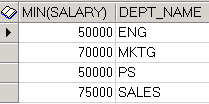 MIN(SALARY) DEPT_NAME
50000 ENG
70000 MKTG
50000 PS
75000 SALES